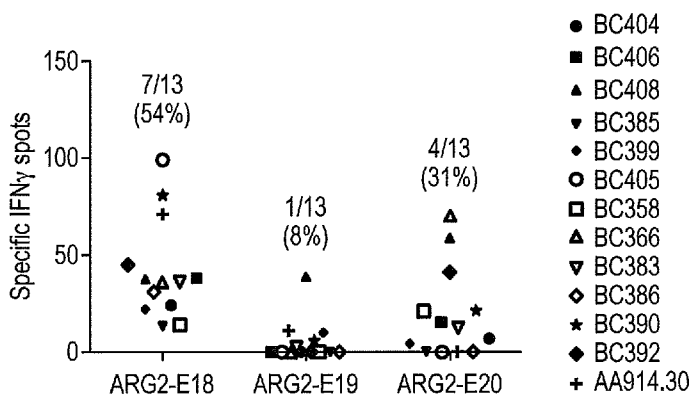 150
100
50
0
Specific IFNγ spots
7/13
(54%)
1/13
(8%)
4/13
(31%)
ARG2-E18
ARG2-E19
ARG2-E20
BC404
BC406
BC408
BC385
BC399
BC405
BC358
BC366
BC383
BC386
BC390
BC392
AA914.30